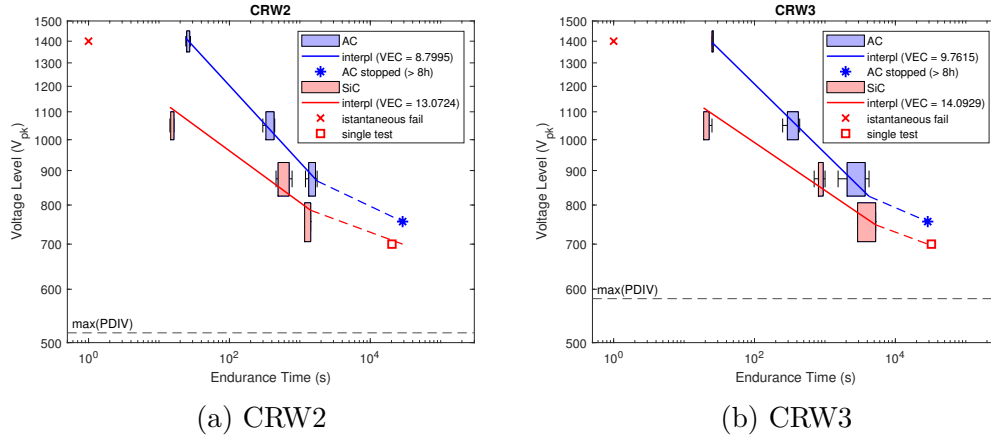 CRW2
1500
1400
1300
1200
1100
1000
900
800
700
600
500
Voltage Level (V_pk)
AC
interpl (VEC = 8.7995)
AC stopped (> 8h)
SiC
interpl (VEC = 13.0724)
istantaneous fail
single test
max(PDIV)
10^0
10^2
10^4
Endurance Time (s)
(a) CRW2
CRW3
1500
1400
1300
1200
1100
1000
900
800
700
600
500
Voltage Level (V_pk)
AC
interpl (VEC = 9.7615)
AC stopped (> 8h)
SiC
interpl (VEC = 14.0929)
istantaneous fail
single test
max(PDIV)
10^0
10^2
10^4
Endurance Time (s)
(b) CRW3